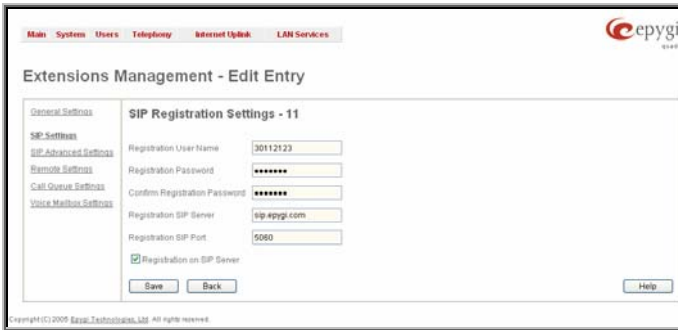 Main System Users Telephony Internet Uplink LAN Services
epygi
Extensions Management - Edit Entry
General Settings
SIP Settings
SIP Advanced Settings
Remote Settings
Call Queue Settings
Voice Mailbox Settings
SIP Registration Settings - 11
Registration User Name 30112123
Registration Password •••••••
Confirm Registration Password •••••••
Registration SIP Server sip.epygi.com
Registration SIP Port 5060
Registration on SIP Server
Save Back Help
Copyright (C) 2005 Epygi Technologies, Ltd. All rights reserved.